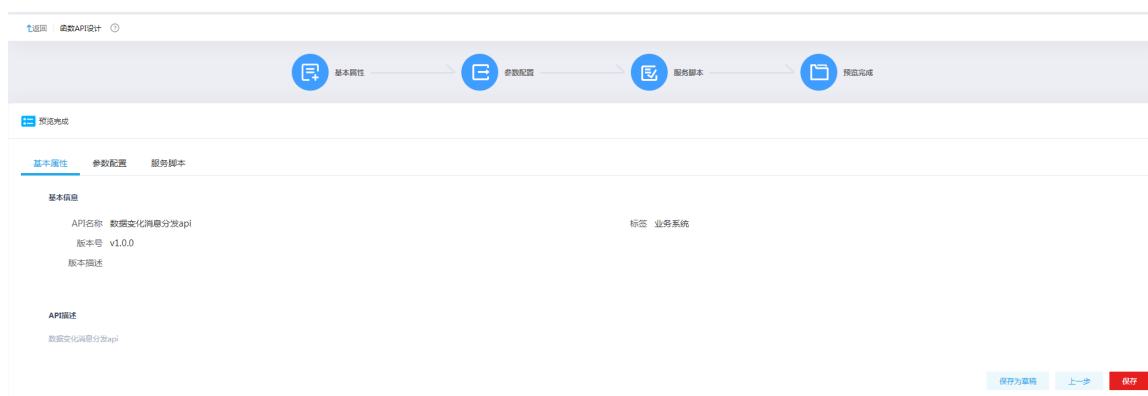 返回 函数API设计
基本属性 参数配置 服务脚本 预览完成
预览完成
基本属性 参数配置 服务脚本
基本信息
API名称 数据变化消息分发api 标签 业务系统
版本号 v1.0.0
版本描述
API描述
数据变化消息分发api
保存为草稿 上一步 保存